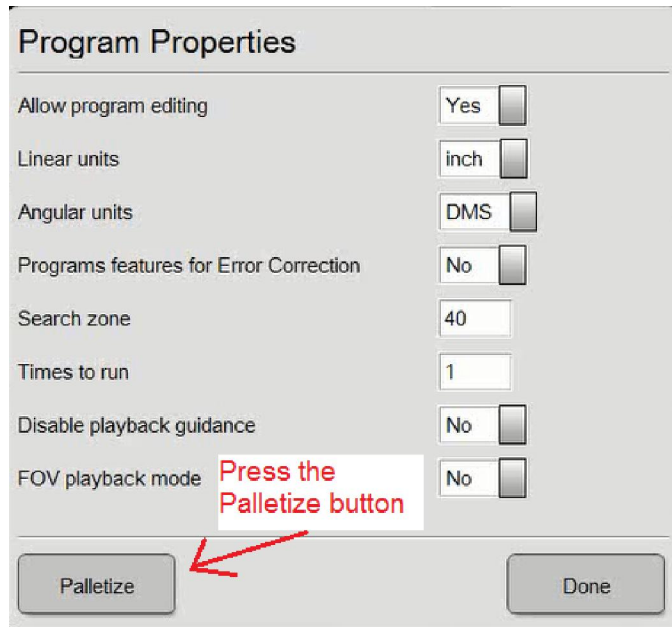 Program Properties
Allow program editing Yes
Linear units inch
Angular units DMS
Programs features for Error Correction No
Search zone 40
Times to run 1
Disable playback guidance No
FOV playback mode No
Press the
Palletize button
Palletize Done